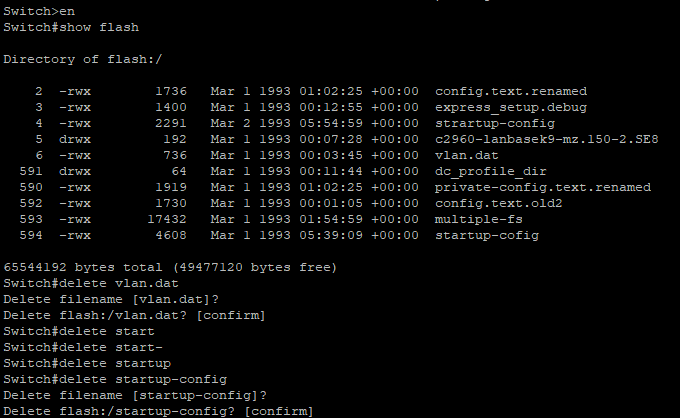 Switch>en
Switch#show flash
Directory of flash:/
2 -rwx 1736 Mar 1 1993 01:02:25 +00:00 config.text.renamed
3 -rwx 1400 Mar 1 1993 00:12:55 +00:00 express_setup.debug
4 -rwx 2291 Mar 2 1993 05:54:59 +00:00 strartup-config
5 drwx 192 Mar 1 1993 00:07:28 +00:00 c2960-lanbasek9-mz.150-2.SE8
6 -rwx 736 Mar 1 1993 00:03:45 +00:00 vlan.dat
591 drwx 64 Mar 1 1993 00:11:44 +00:00 dc_profile_dir
590 -rwx 1919 Mar 1 1993 01:02:25 +00:00 private-config.text.renamed
592 -rwx 1730 Mar 1 1993 00:01:05 +00:00 config.text.old2
593 -rwx 17432 Mar 1 1993 01:54:59 +00:00 multiple-fs
594 -rwx 4608 Mar 1 1993 05:39:09 +00:00 startup-cofig
65544192 bytes total (49477120 bytes free)
Switch#delete vlan.dat
Delete filename [vlan.dat]?
Delete flash:/vlan.dat? [confirm]
Switch#delete start
Switch#delete start-
Switch#delete startup
Switch#delete startup-config
Delete filename [startup-config]?
Delete flash:/startup-config? [confirm]